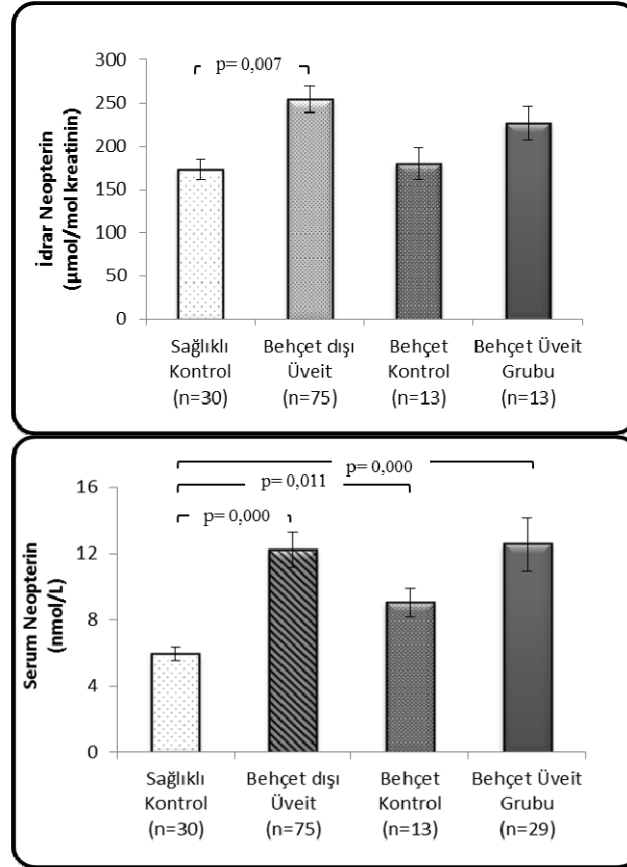 300
250
200
150
100
50
0
İdrar Neopterin
(µmol/mol kreatinin)
p= 0,007
Sağlıklı
Kontrol
(n=30)
Behçet dışı
Üveit
(n=75)
Behçet
Kontrol
(n=13)
Behçet Üveit
Grubu
(n=13)
16
12
8
4
0
Serum Neopterin
(nmol/L)
p= 0,000
p= 0,011
p= 0,000
Sağlıklı
Kontrol
(n=30)
Behçet dışı
Üveit
(n=75)
Behçet
Kontrol
(n=13)
Behçet Üveit
Grubu
(n=29)